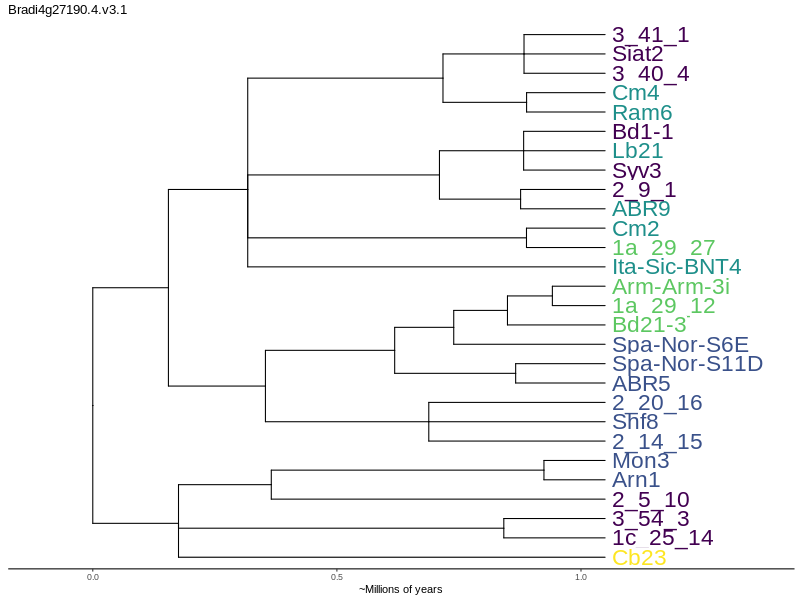 Bradi4g27190.4.v3.1
3_41_1
Siat2
3_40_4
Cm4
Ram6
Bd1-1
Lb21
Syv3
2_9_1
ABR9
Cm2
1a_29_27
Ita-Sic-BNT4
Arm-Arm-3i
1a_29_12
Bd21-3
Spa-Nor-S6E
Spa-Nor-S11D
ABR5
2_20_16
Snf8
2_14_15
Mon3
Arn1
2_5_10
3_54_3
1c_25_14
Cb23
0.0 0.5 1.0
~Millions of years